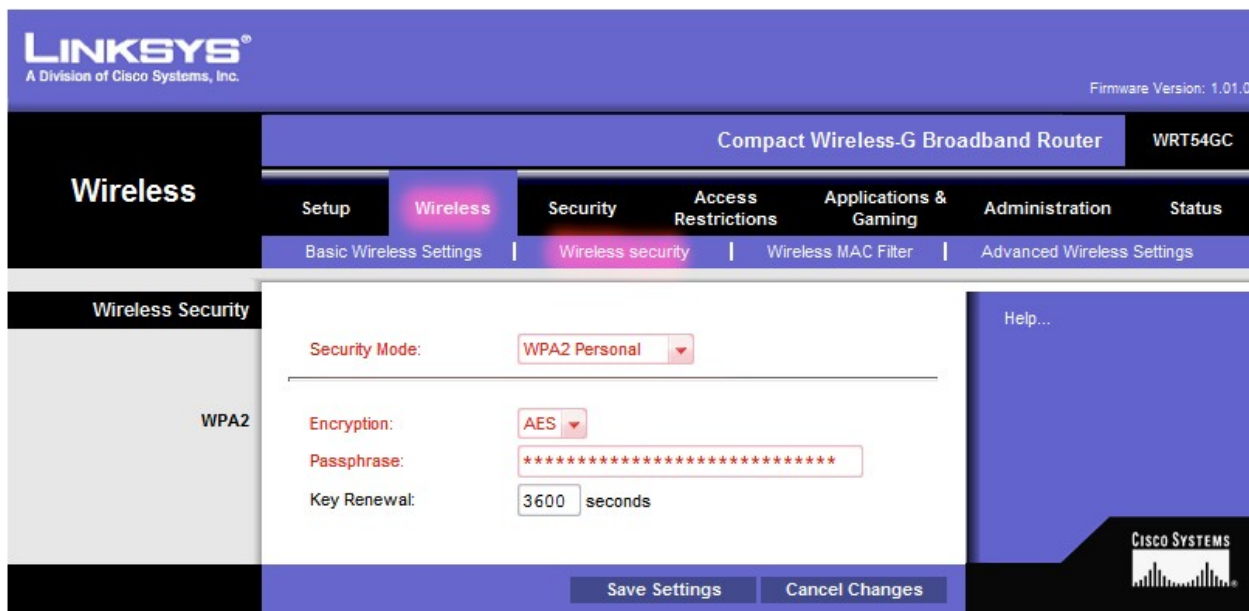 LINKSYS®
A Division of Cisco Systems, Inc.
Firmware Version: 1.01.0
Compact Wireless-G Broadband Router WRT54GC
Wireless
Setup Wireless Security Access Restrictions Applications & Gaming Administration Status
Basic Wireless Settings | Wireless security | Wireless MAC Filter | Advanced Wireless Settings
Wireless Security
Help...
Security Mode: WPA2 Personal
WPA2
Encryption: AES
Passphrase: *****************************
Key Renewal: 3600 seconds
CISCO SYSTEMS
Save Settings Cancel Changes